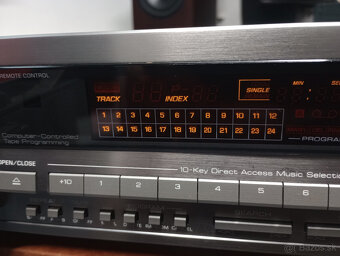 REMOTE CONTROL
TRACK
INDEX
SINGLE
MIN
1 2 3 4 5 6 7 8 9 10 11 12
13 14 15 16 17 18 19 20 21 22 23 24
Computer-Controlled
Tape Programming
OPEN/CLOSE
10-Key Direct Access Music Selection
+10 1 2 3 4 5 6
SEARCH